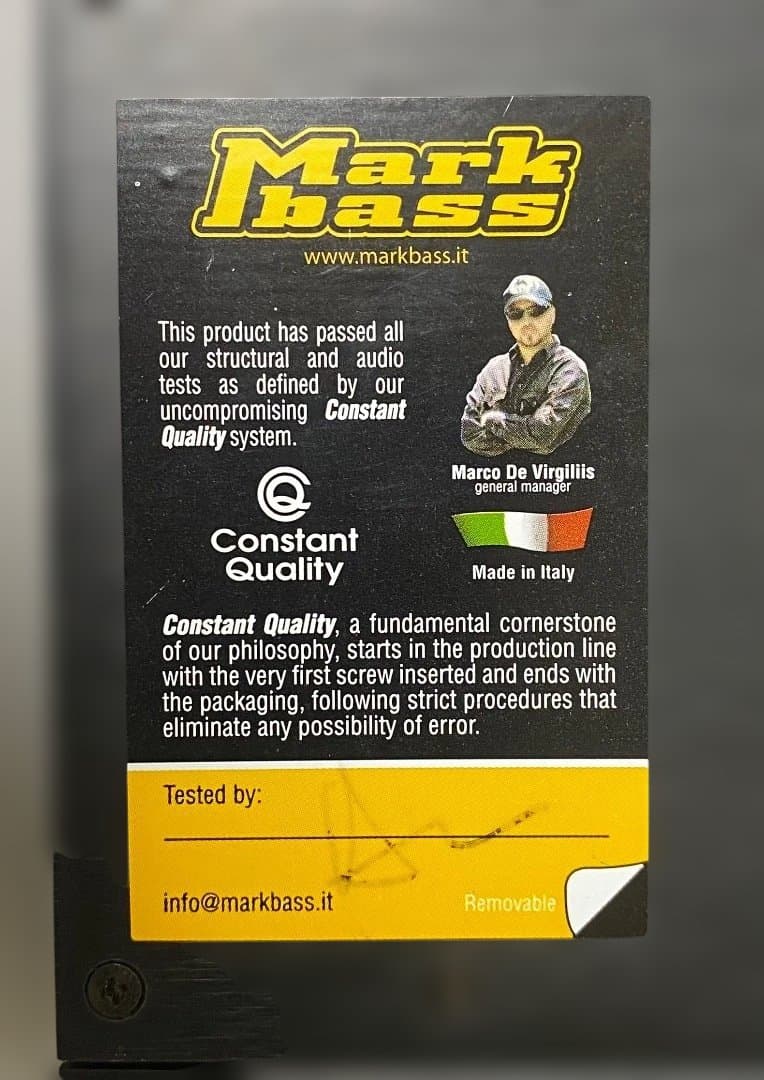 Mark
bass
www.markbass.it
This product has passed all
our structural and audio
tests as defined by our
uncompromising Constant
Quality system.
Marco De Virgiliis
general manager
CQ
Constant
Quality
Made in Italy
Constant Quality, a fundamental cornerstone
of our philosophy, starts in the production line
with the very first screw inserted and ends with
the packaging, following strict procedures that
eliminate any possibility of error.
Tested by:
info@markbass.it
Removable